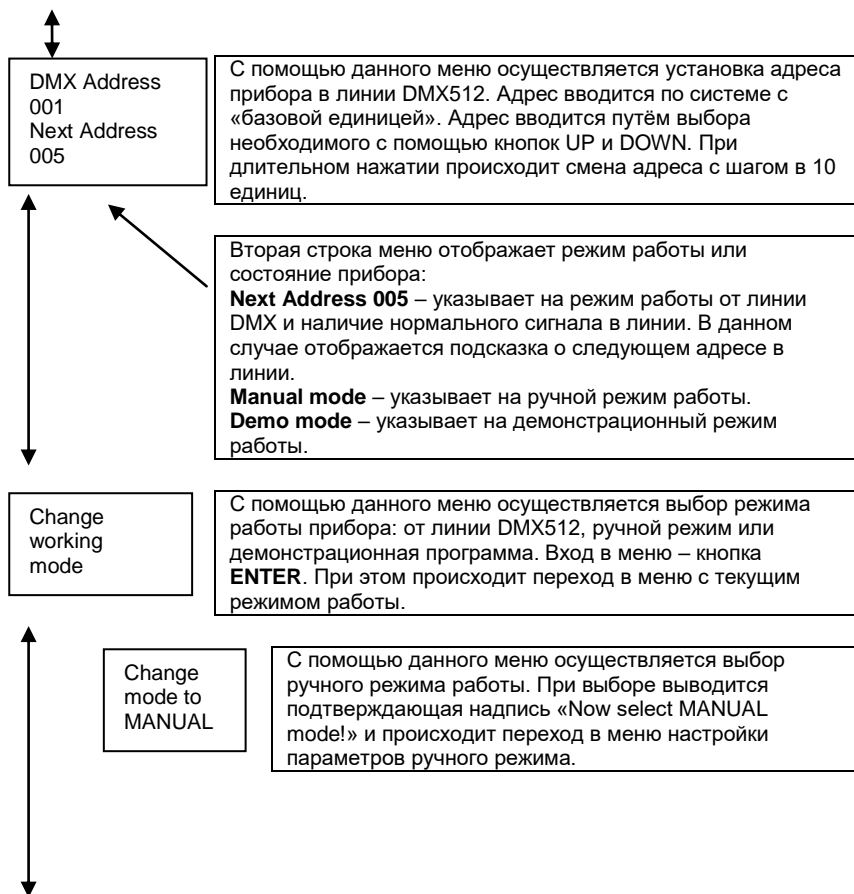 DMX Address
001
Next Address
005
С помощью данного меню осуществляется установка адреса
прибора в линии DMX512. Адрес вводится по системе с
«базовой единицей». Адрес вводится путём выбора
необходимого с помощью кнопок UP и DOWN. При
длительном нажатии происходит смена адреса с шагом в 10
единиц.
Вторая строка меню отображает режим работы или
состояние прибора:
Next Address 005 – указывает на режим работы от линии
DMX и наличие нормального сигнала в линии. В данном
случае отображается подсказка о следующем адресе в
линии.
Manual mode – указывает на ручной режим работы.
Demo mode – указывает на демонстрационный режим
работы.
Change
working
mode
С помощью данного меню осуществляется выбор режима
работы прибора: от линии DMX512, ручной режим или
демонстрационная программа. Вход в меню – кнопка
ENTER. При этом происходит переход в меню с текущим
режимом работы.
Change
mode to
MANUAL
С помощью данного меню осуществляется выбор
ручного режима работы. При выборе выводится
подтверждающая надпись «Now select MANUAL
mode!» и происходит переход в меню настройки
параметров ручного режима.